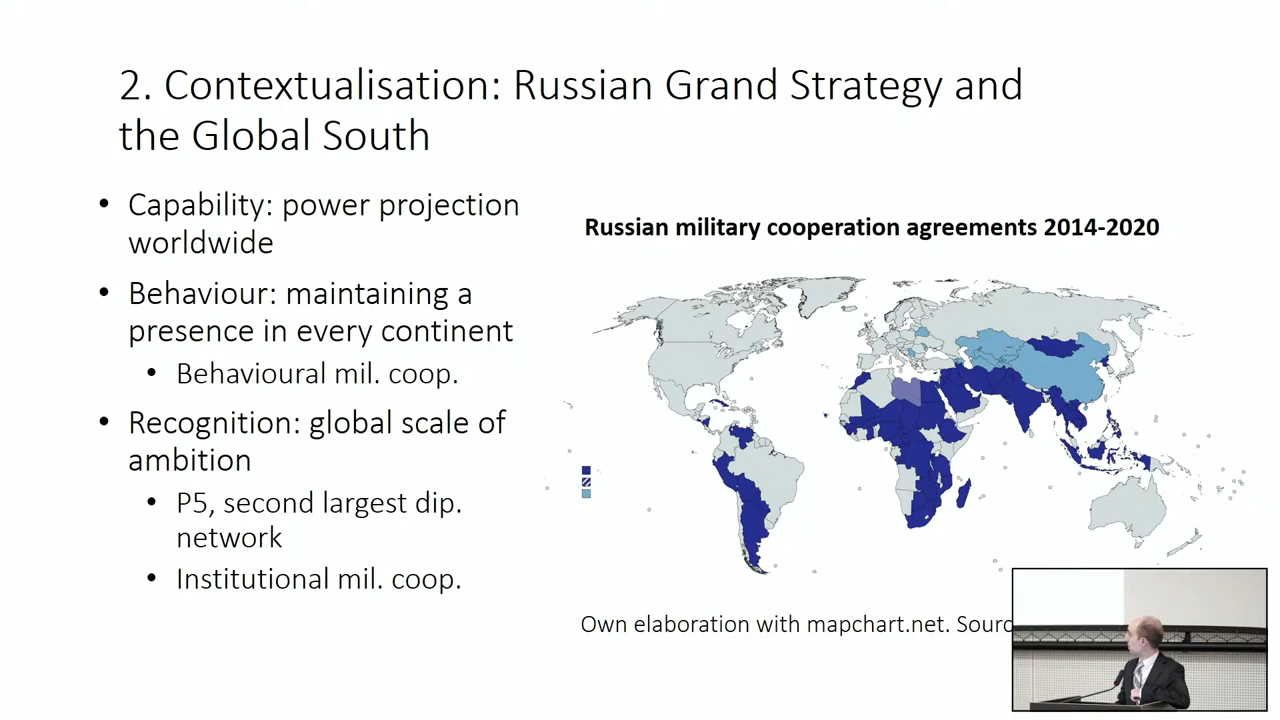 2. Contextualisation: Russian Grand Strategy and
the Global South
• Capability: power projection
worldwide
• Behaviour: maintaining a
presence in every continent
• Behavioural mil. coop.
• Recognition: global scale of
ambition
• P5, second largest dip.
network
• Institutional mil. coop.
Russian military cooperation agreements 2014-2020
Own elaboration with mapchart.net. Sourc